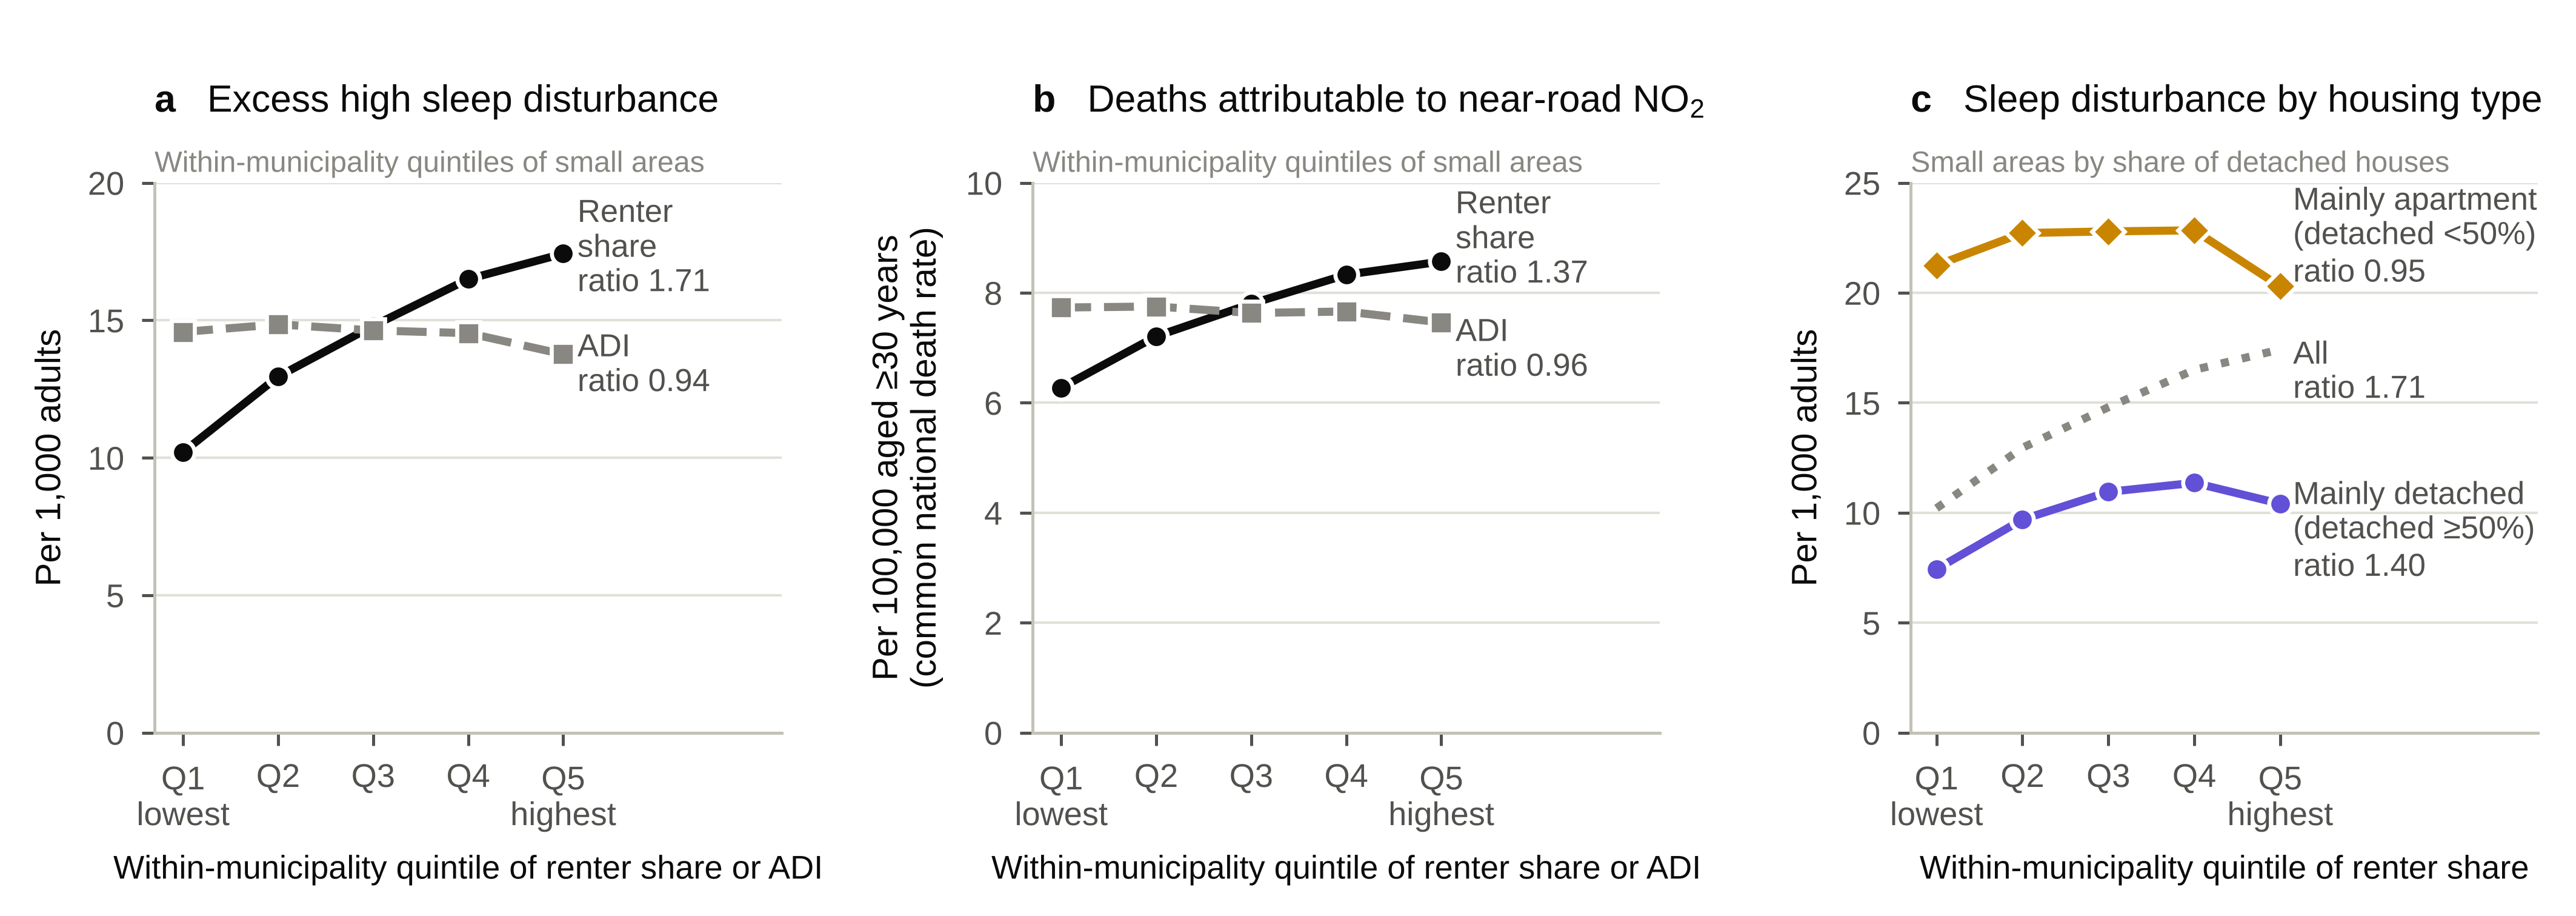 a Excess high sleep disturbance
Within-municipality quintiles of small areas
Per 1,000 adults
20
15
10
5
0
Renter
share
ratio 1.71
ADI
ratio 0.94
Q1
lowest
Q2
Q3
Q4
Q5
highest
Within-municipality quintile of renter share or ADI
b Deaths attributable to near-road NO₂
Within-municipality quintiles of small areas
Per 100,000 aged ≥30 years
(common national death rate)
10
8
6
4
2
0
Renter
share
ratio 1.37
ADI
ratio 0.96
Q1
lowest
Q2
Q3
Q4
Q5
highest
Within-municipality quintile of renter share or ADI
c Sleep disturbance by housing type
Small areas by share of detached houses
Per 1,000 adults
25
20
15
10
5
0
Mainly apartment
(detached <50%)
ratio 0.95
All
ratio 1.71
Mainly detached
(detached ≥50%)
ratio 1.40
Q1
lowest
Q2
Q3
Q4
Q5
highest
Within-municipality quintile of renter share